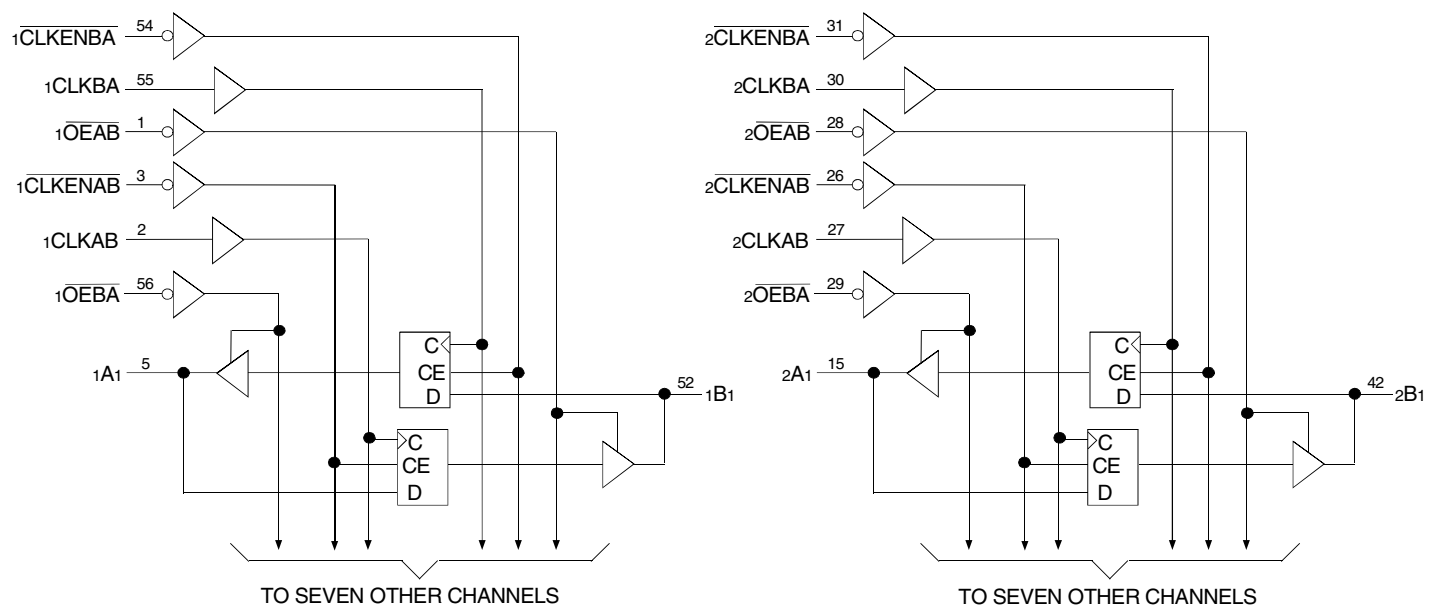 1CLKENBA 54
1CLKBA 55
1OEAB 1
1CLKENAB 3
1CLKAB 2
1OEBA 56
1A1 5
C
CE
D
52 1B1
C
CE
D
TO SEVEN OTHER CHANNELS
2CLKENBA 31
2CLKBA 30
2OEAB 28
2CLKENAB 26
2CLKAB 27
2OEBA 29
2A1 15
C
CE
D
42 2B1
C
CE
D
TO SEVEN OTHER CHANNELS